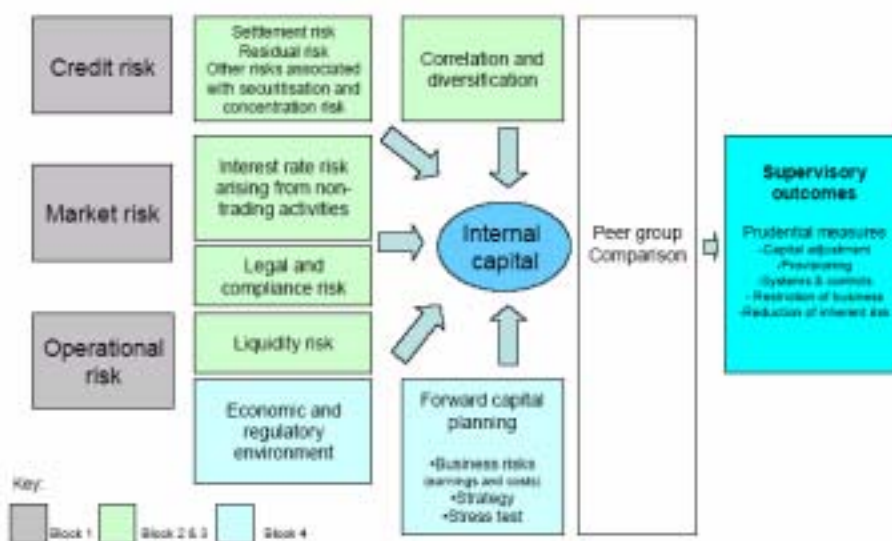 Credit risk
Settlement risk
Residual risk
Other risks associated
with securitisation and
concentration risk
Correlation and
diversification
Market risk
Interest rate risk
arising from non-
trading activities
Legal and
compliance risk
Internal
capital
Peer group
Comparison
Supervisory
outcomes
Prudential measures
-Capital adjustment
-Provisioning
-Systems & controls
- Restriction of business
-Reduction of inherent risk
Operational
risk
Liquidity risk
Economic and
regulatory
environment
Forward capital
planning
•Business risks
(earnings and costs)
•Strategy
•Stress test
Key:
Block 1
Block 2 & 3
Block 4